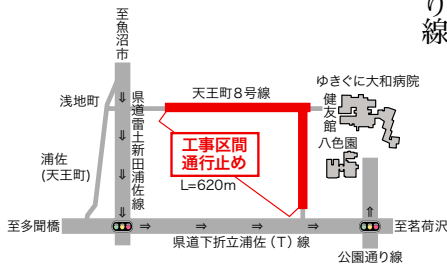 り線
至魚沼市
浅地町
天王町8号線
ゆきぐに大和病院
健友館
八色園
県道雷土新田浦佐線
工事区間
通行止め
L=620m
浦佐
(天王町)
至多聞橋
⇒ ⇒ ⇒ ⇒
至茗荷沢
県道下折立浦佐（T）線
公園通り線